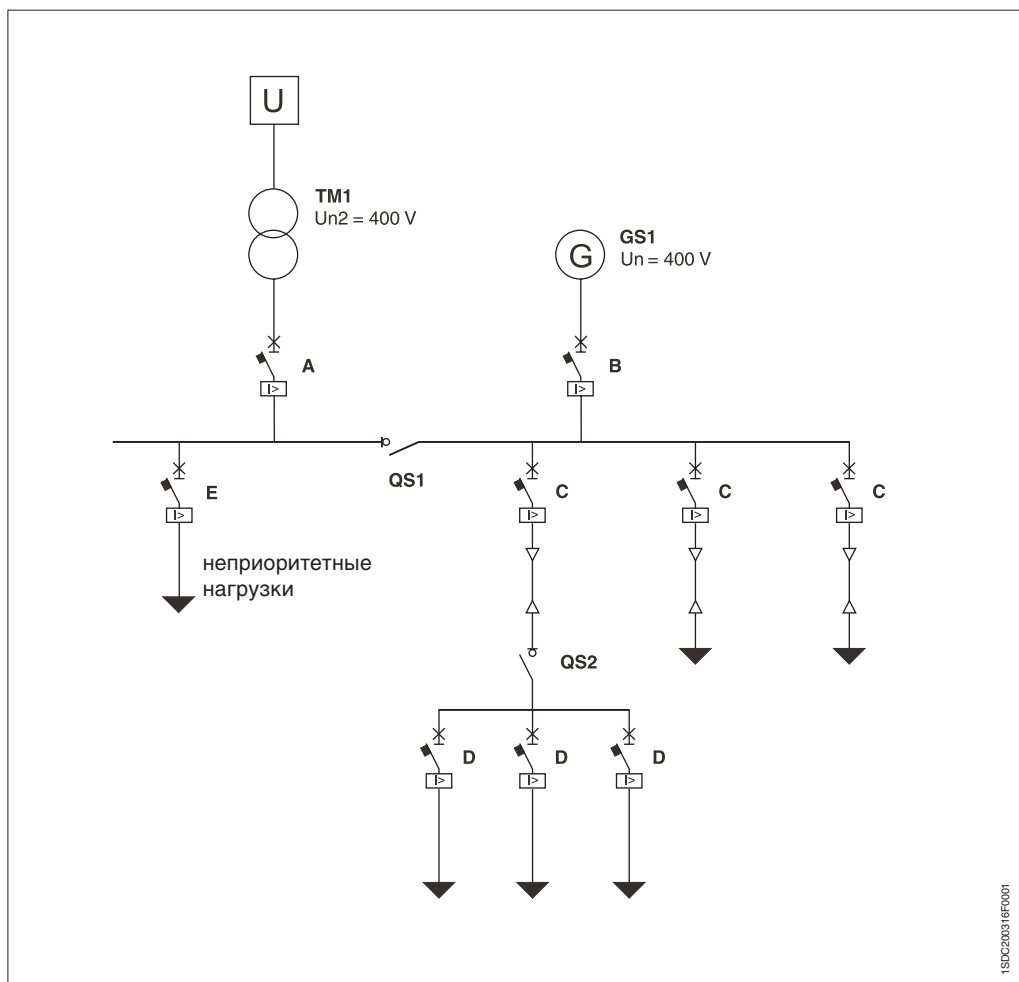 U
TM1
Un2 = 400 V
G
GS1
Un = 400 V
A
I>
B
I>
QS1
E
I>
C
I>
C
I>
C
I>
неприоритетные
нагрузки
QS2
D
I>
D
I>
D
I>
1SDC200316F0001